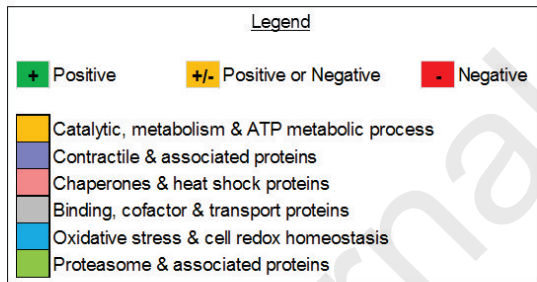 Legend
+ Positive +/- Positive or Negative - Negative
Catalytic, metabolism & ATP metabolic process
Contractile & associated proteins
Chaperones & heat shock proteins
Binding, cofactor & transport proteins
Oxidative stress & cell redox homeostasis
Proteasome & associated proteins